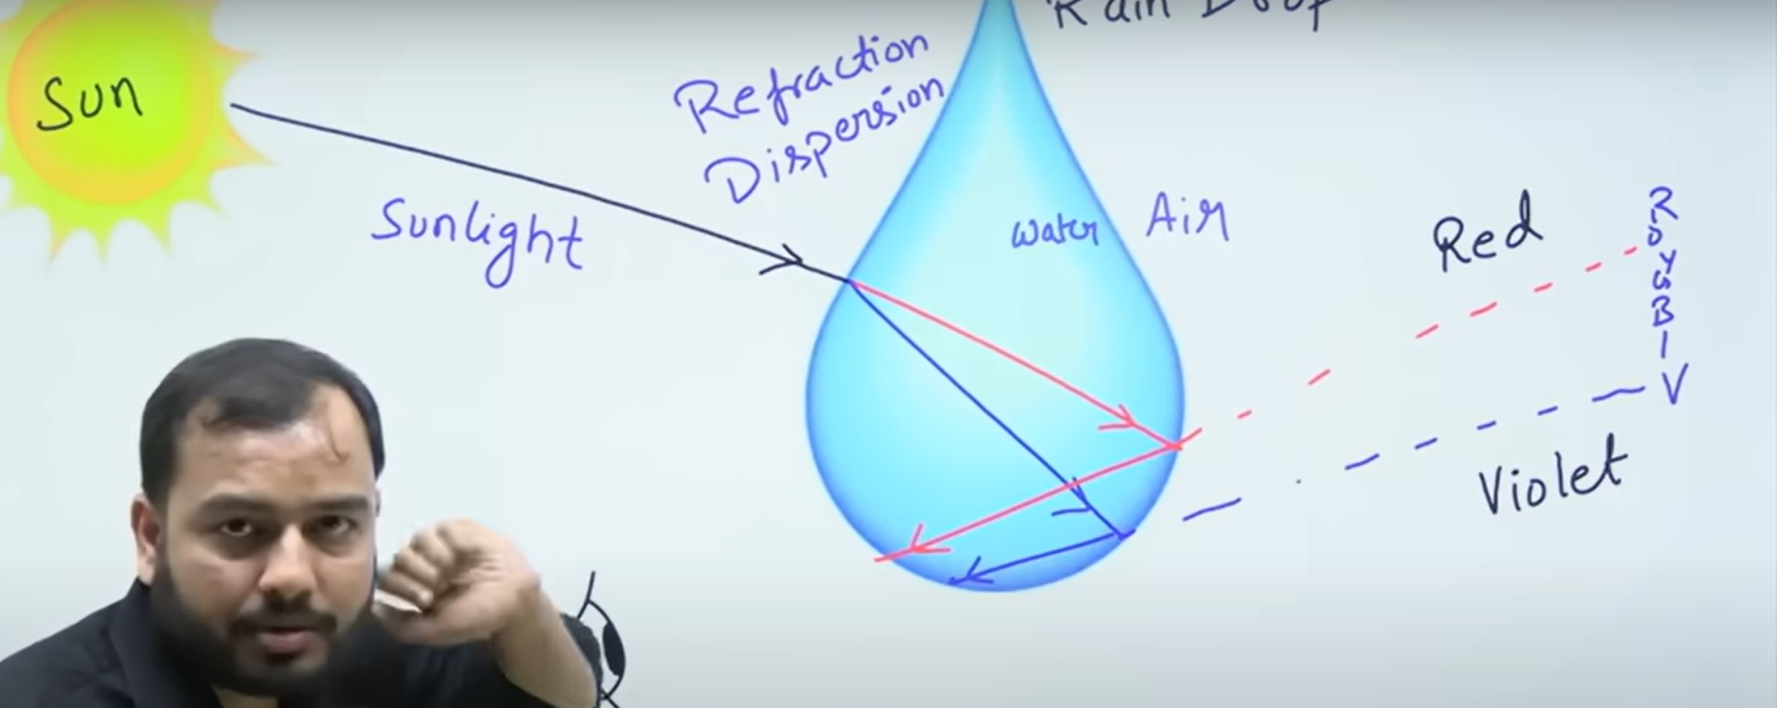 Rain Drop
Sun
Refraction
Dispersion
Sunlight
Water
Air
Red
R
O
Y
G
B
I
V
Violet